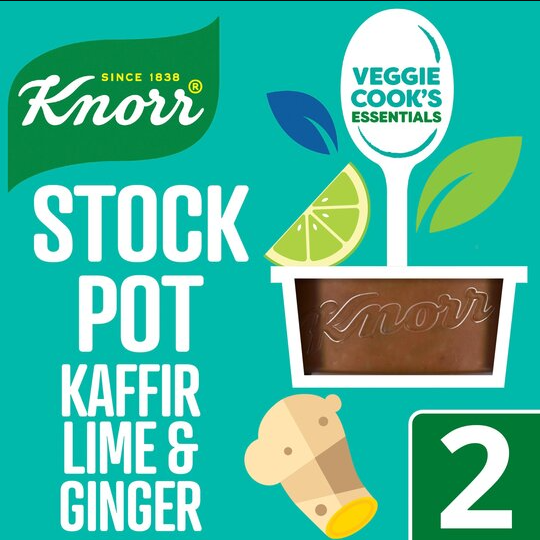 SINCE 1838
Knorr®
VEGGIE
COOK'S
ESSENTIALS
STOCK
POT
KAFFIR
LIME &
GINGER
Knorr
2